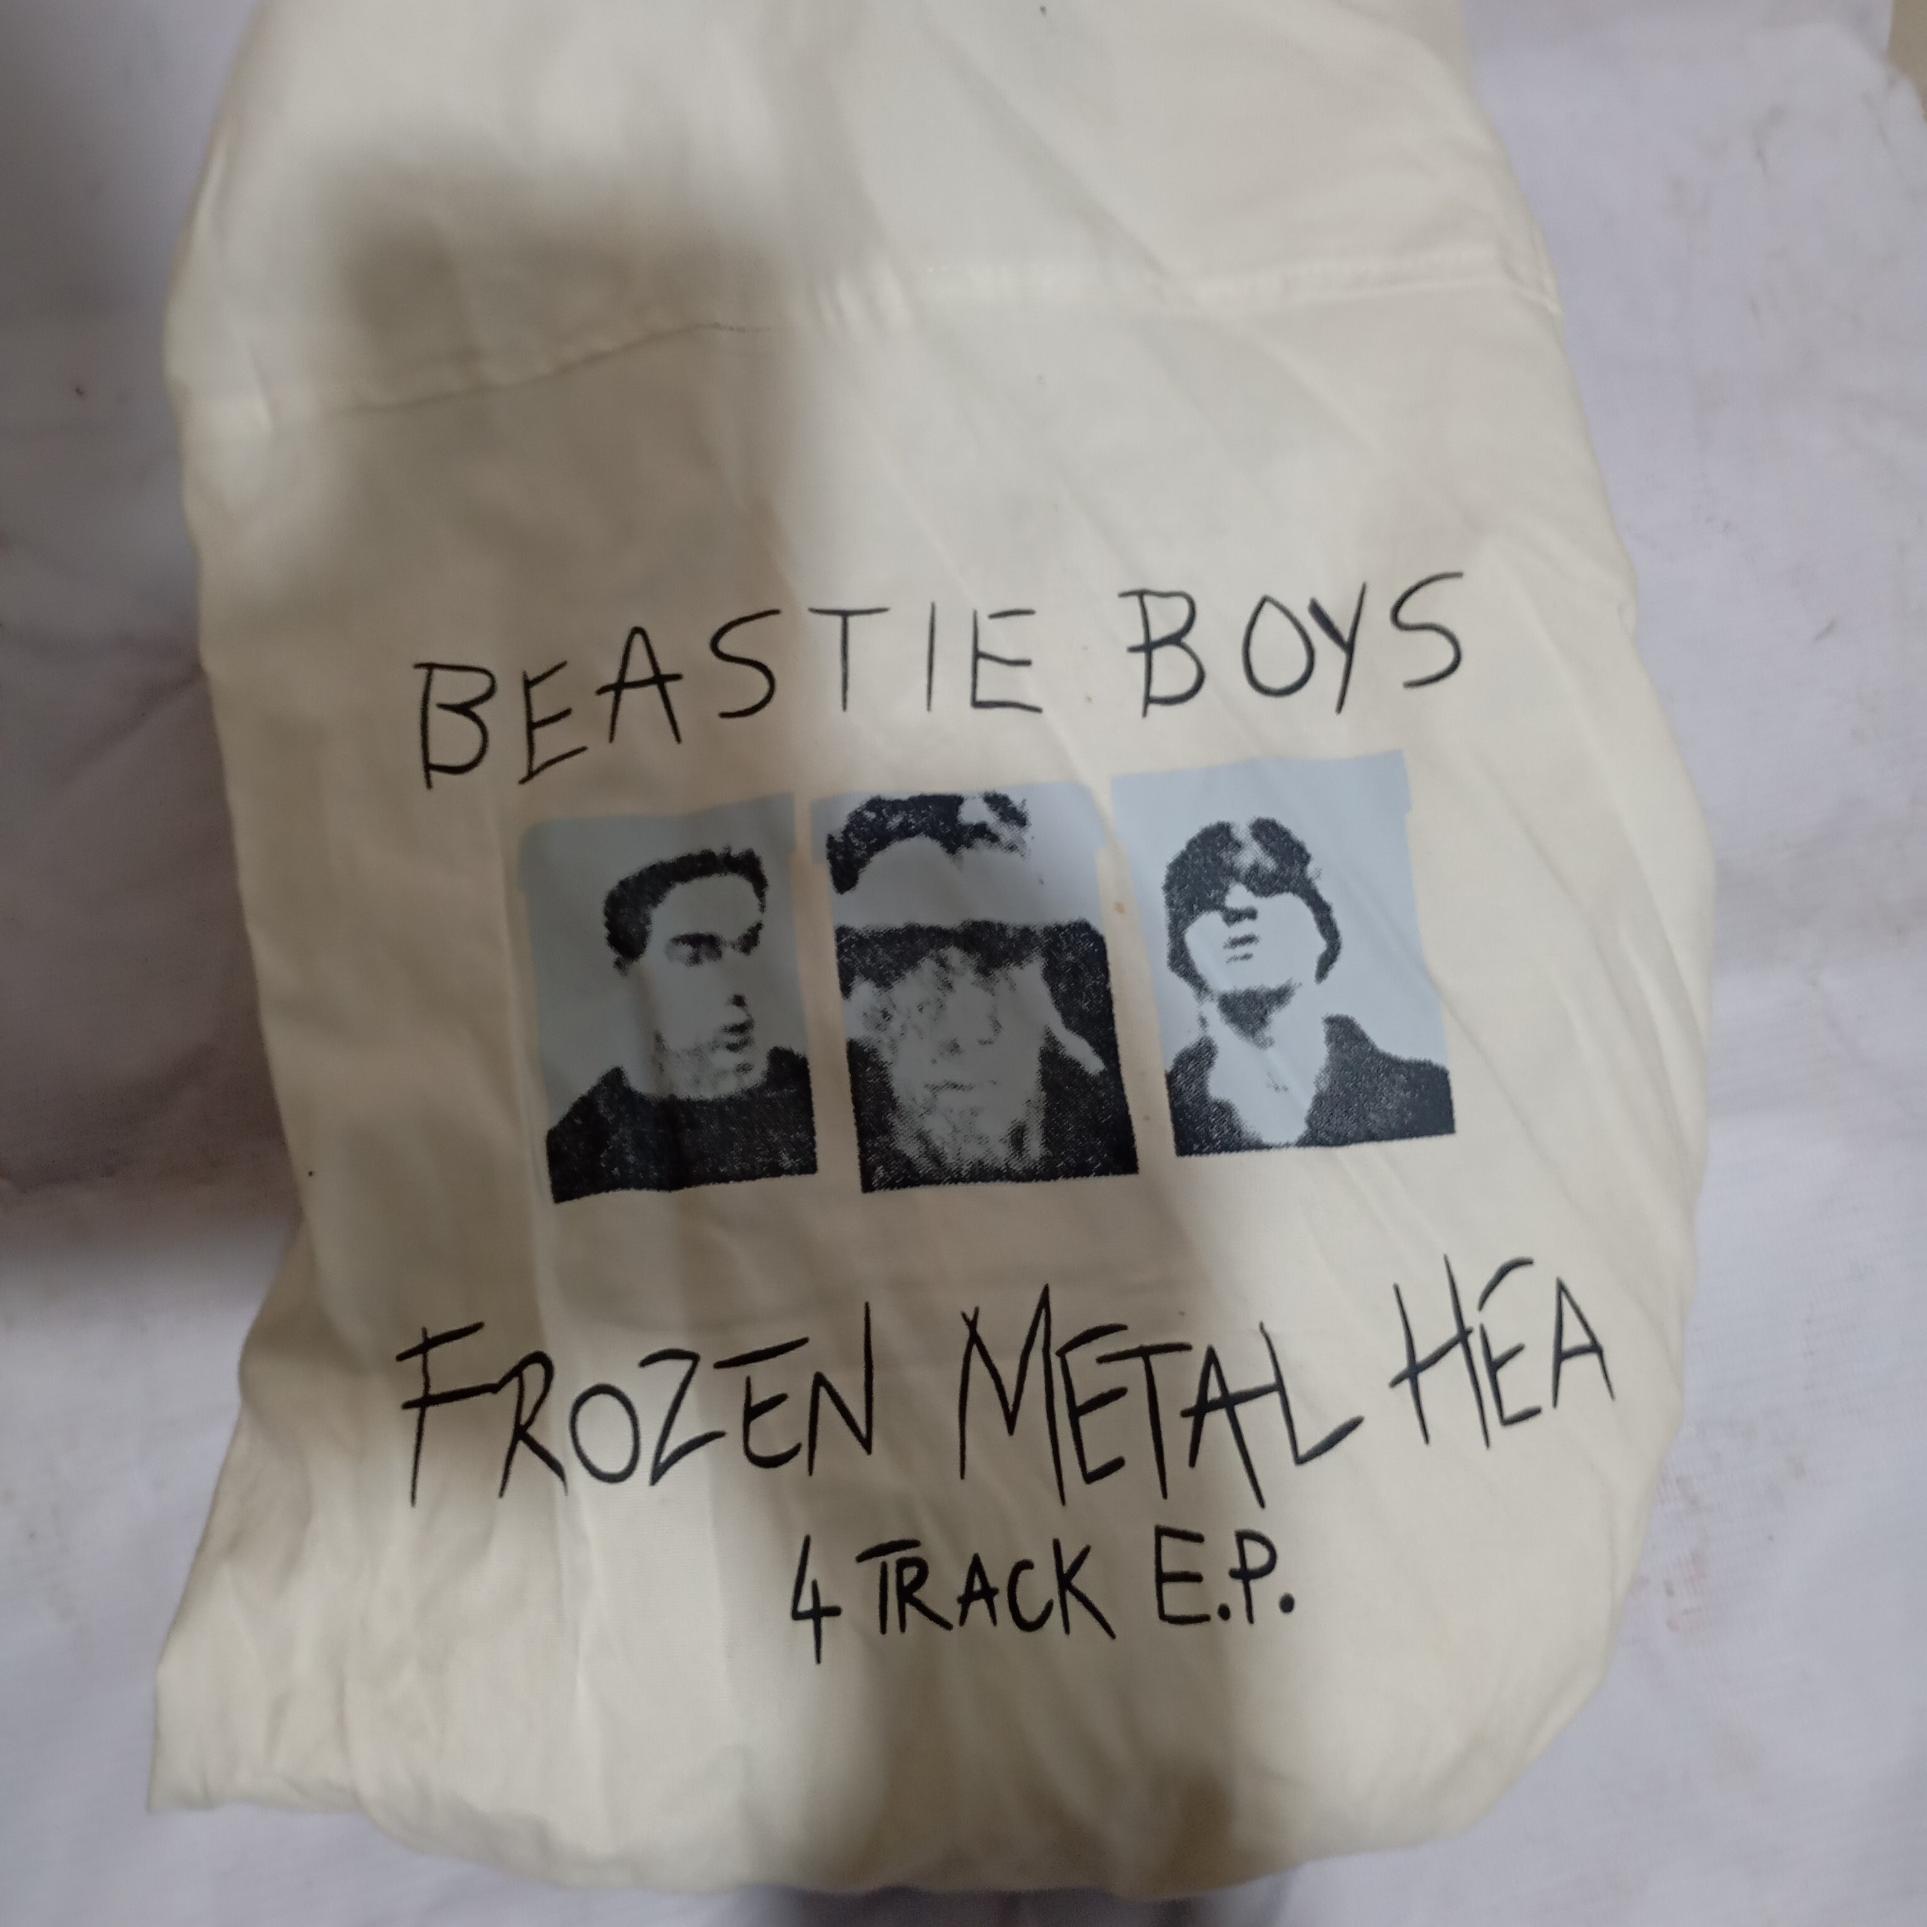 BEASTIE BOYS
FROZEN METAL HEA
4 TRACK E.P.